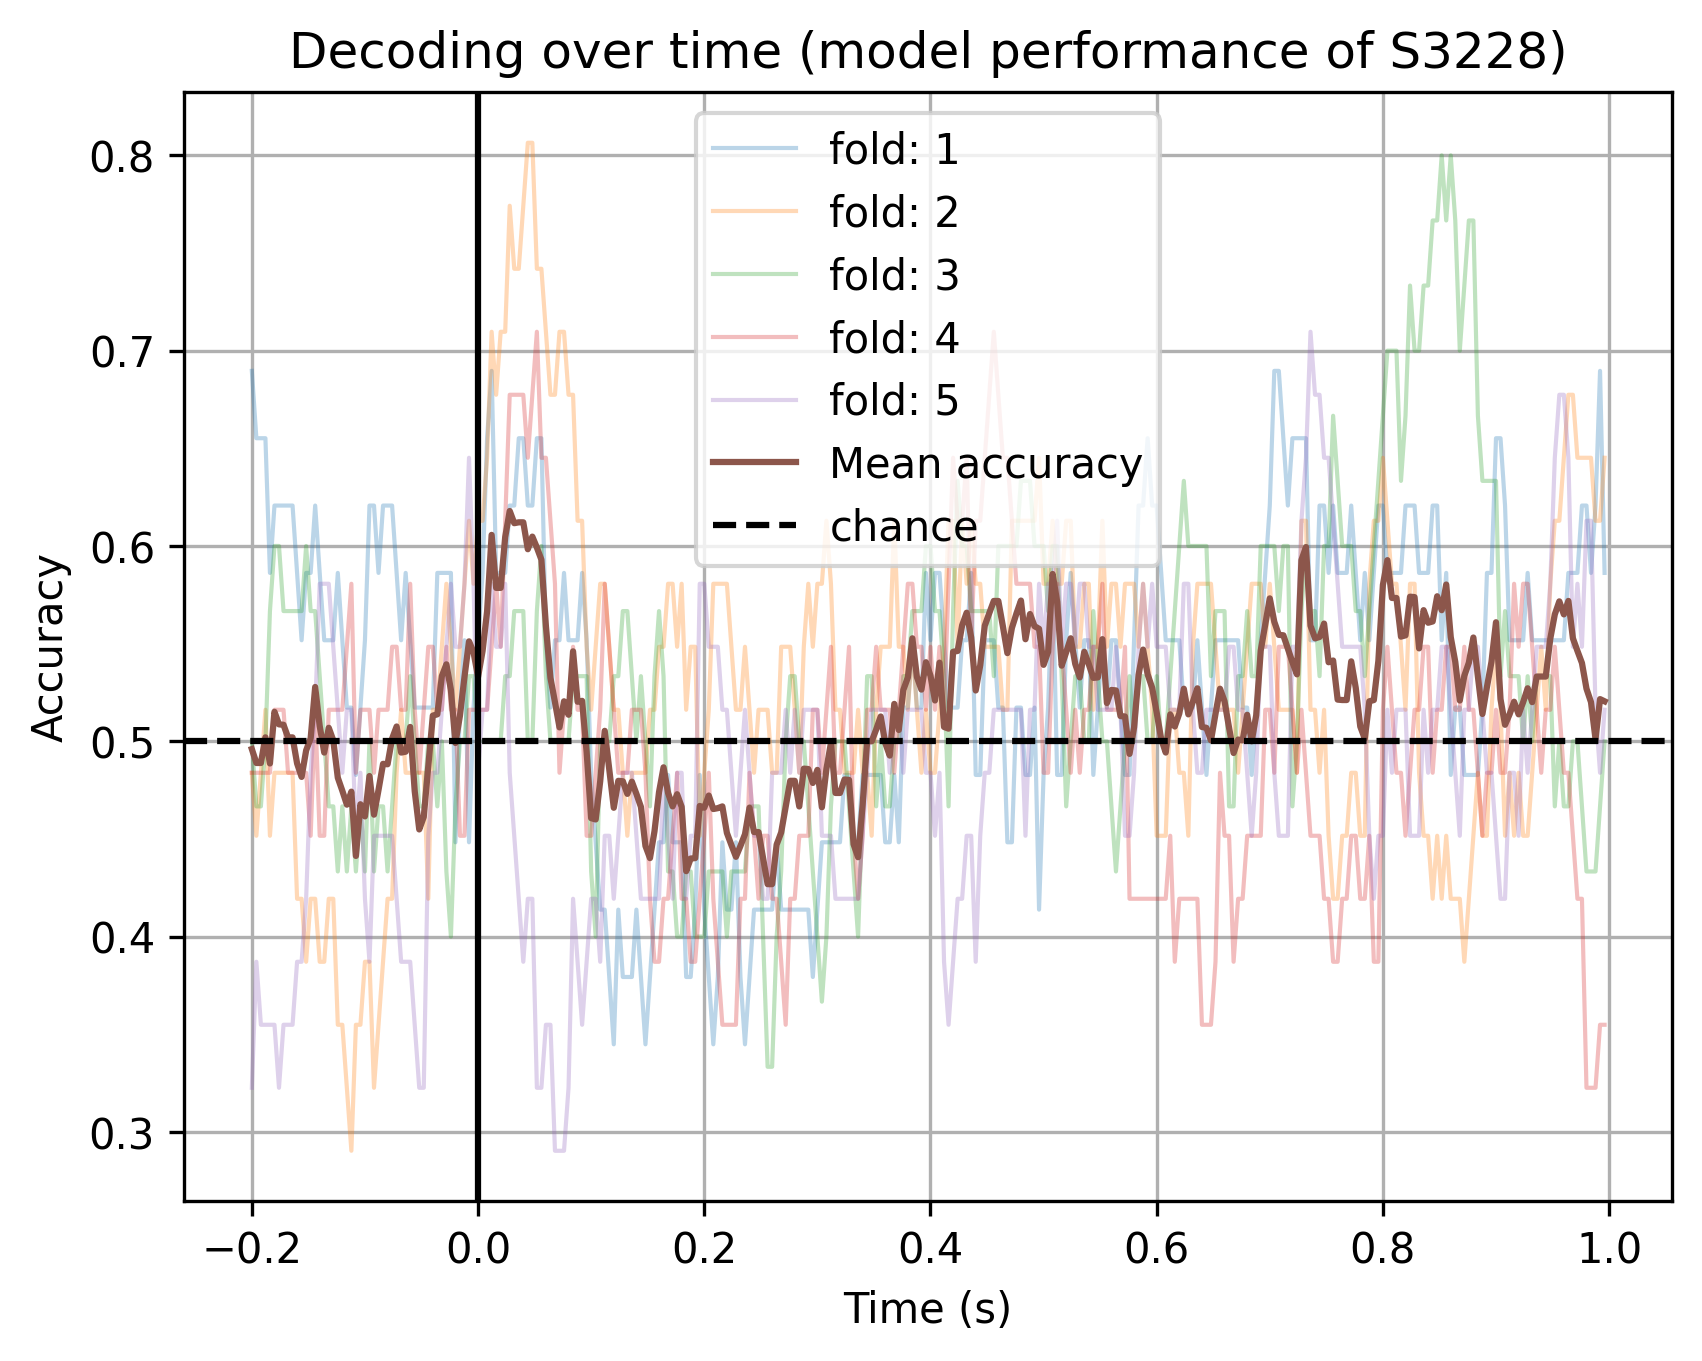 Decoding over time (model performance of S3228)
fold: 1
fold: 2
fold: 3
fold: 4
fold: 5
Mean accuracy
chance
Accuracy
0.8
0.7
0.6
0.5
0.4
0.3
−0.2 0.0 0.2 0.4 0.6 0.8 1.0
Time (s)